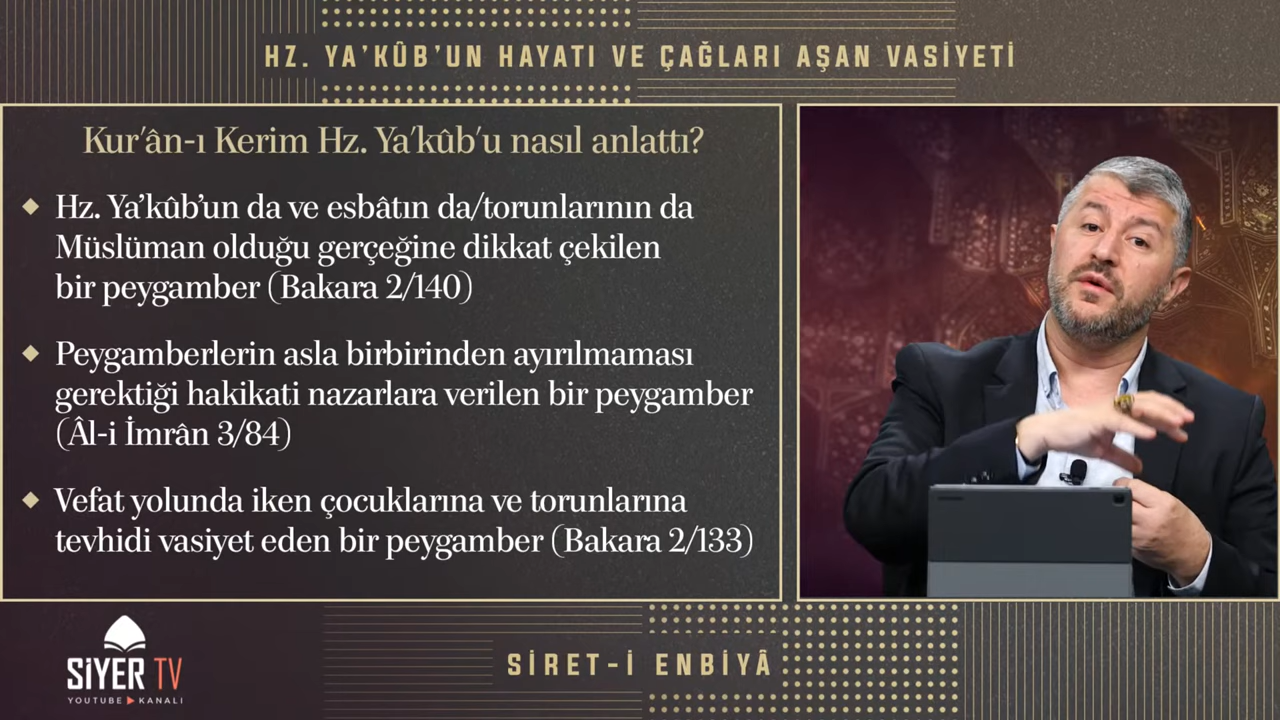 HZ. YA'KÛB'UN HAYATI VE ÇAĞLARI AŞAN VASİYETİ
Kur'ân-ı Kerim Hz. Ya'kûb'u nasıl anlattı?
Hz. Ya'kûb'un da ve esbâtın da/torunlarının da
Müslüman olduğu gerçeğine dikkat çekilen
bir peygamber (Bakara 2/140)
Peygamberlerin asla birbirinden ayırılmaması
gerektiği hakikati nazarlara verilen bir peygamber
(Âl-i İmrân 3/84)
Vefat yolunda iken çocuklarına ve torunlarına
tevhidi vasiyet eden bir peygamber (Bakara 2/133)
SİYER TV
YOUTUBE KANALI
SİRET-İ ENBİYÂ